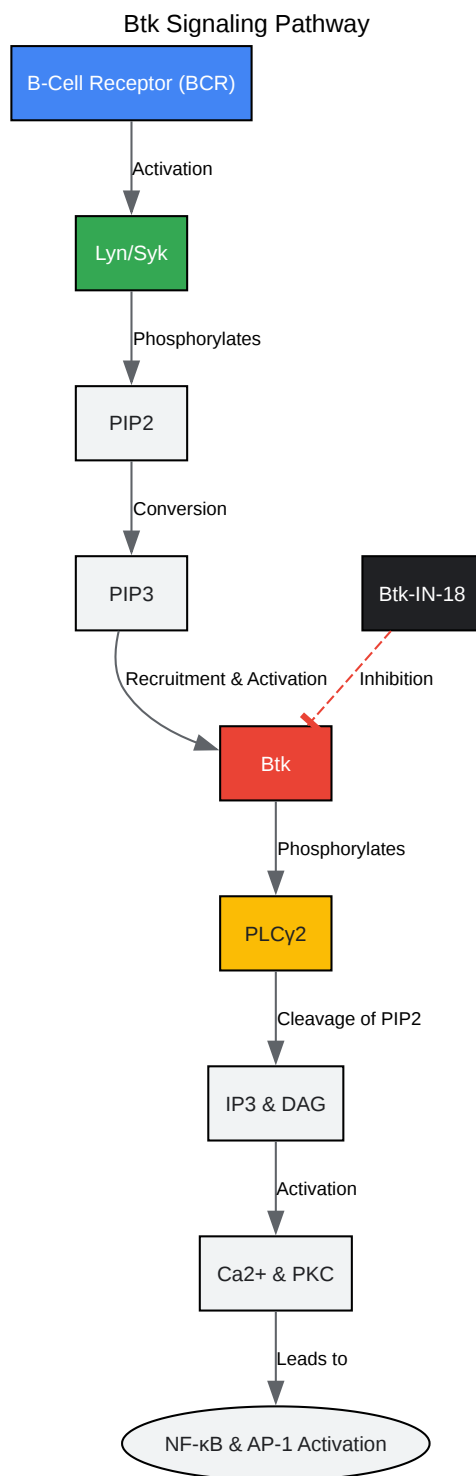 Btk Signaling Pathway
B-Cell Receptor (BCR)
Activation
Lyn/Syk
Phosphorylates
PIP2
Conversion
PIP3
Btk-IN-18
Recruitment & Activation
Inhibition
Btk
Phosphorylates
PLCγ2
Cleavage of PIP2
IP3 & DAG
Activation
Ca2+ & PKC
Leads to
NF-κB & AP-1 Activation